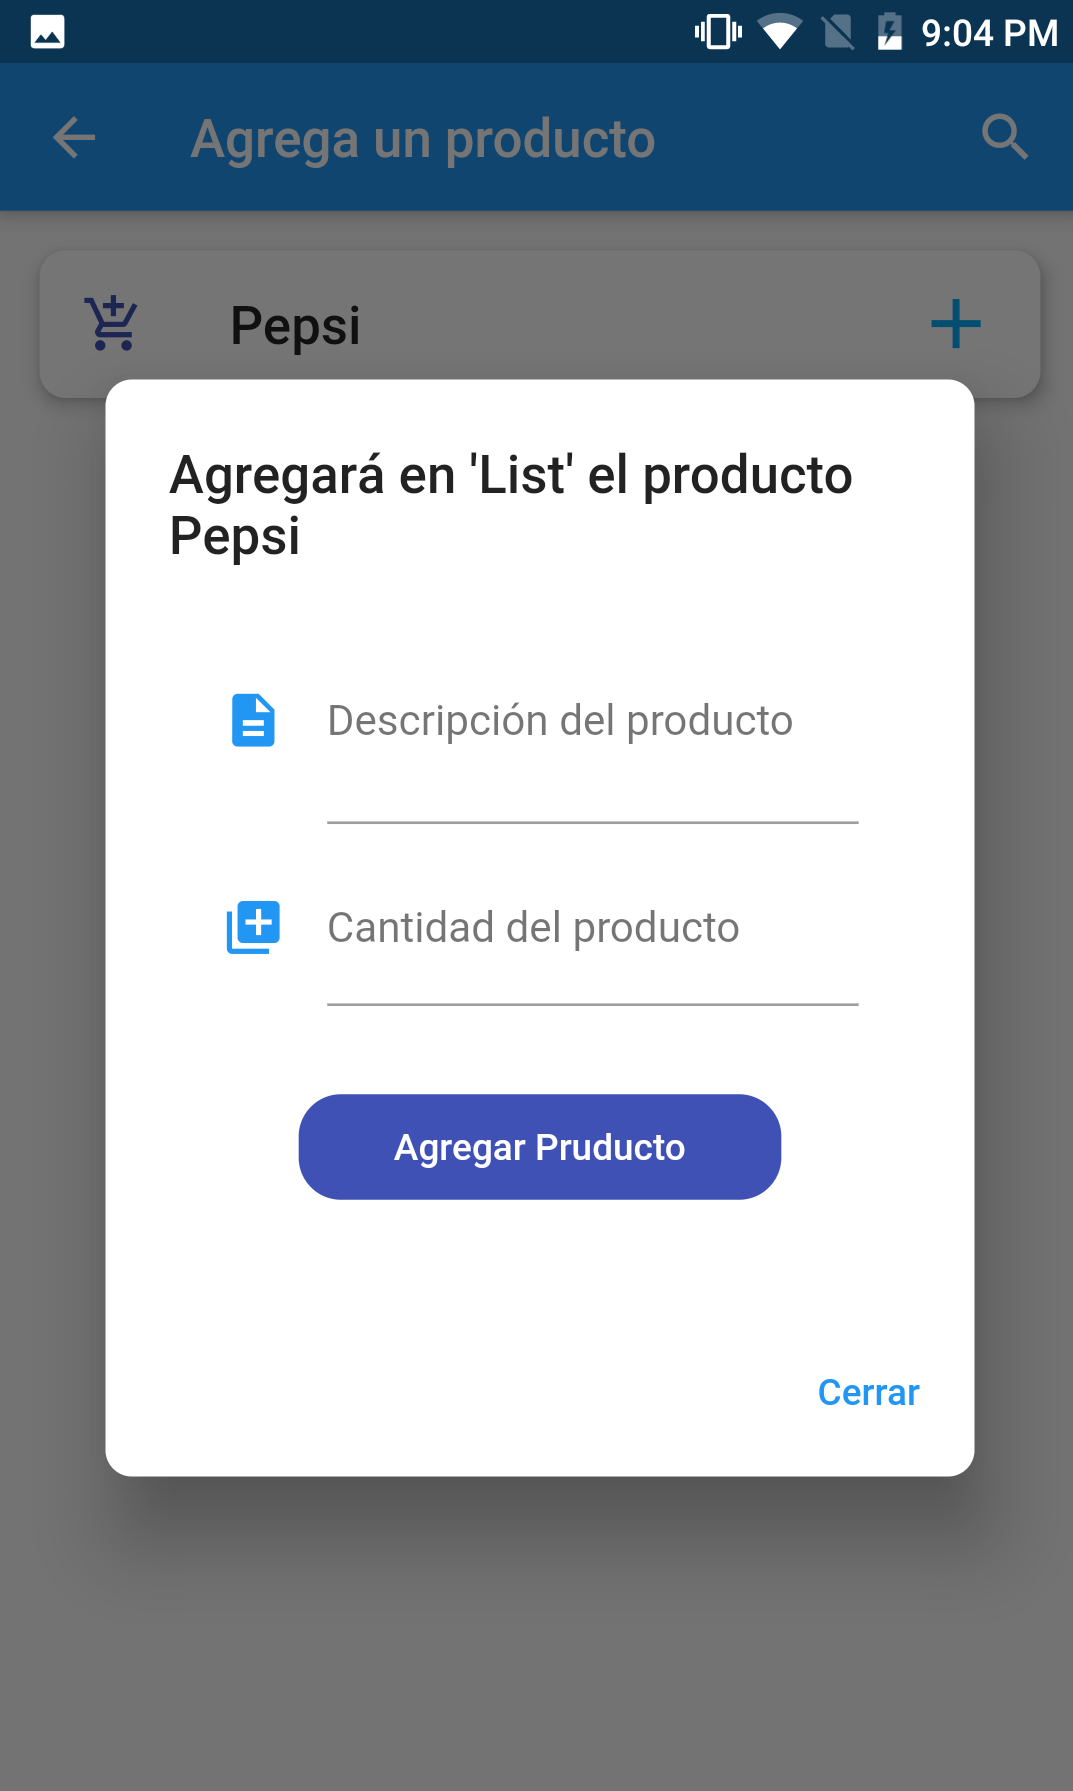 9:04 PM
Agrega un producto
Pepsi
Agregará en 'List' el producto
Pepsi
Descripción del producto
Cantidad del producto
Agregar Pruducto
Cerrar